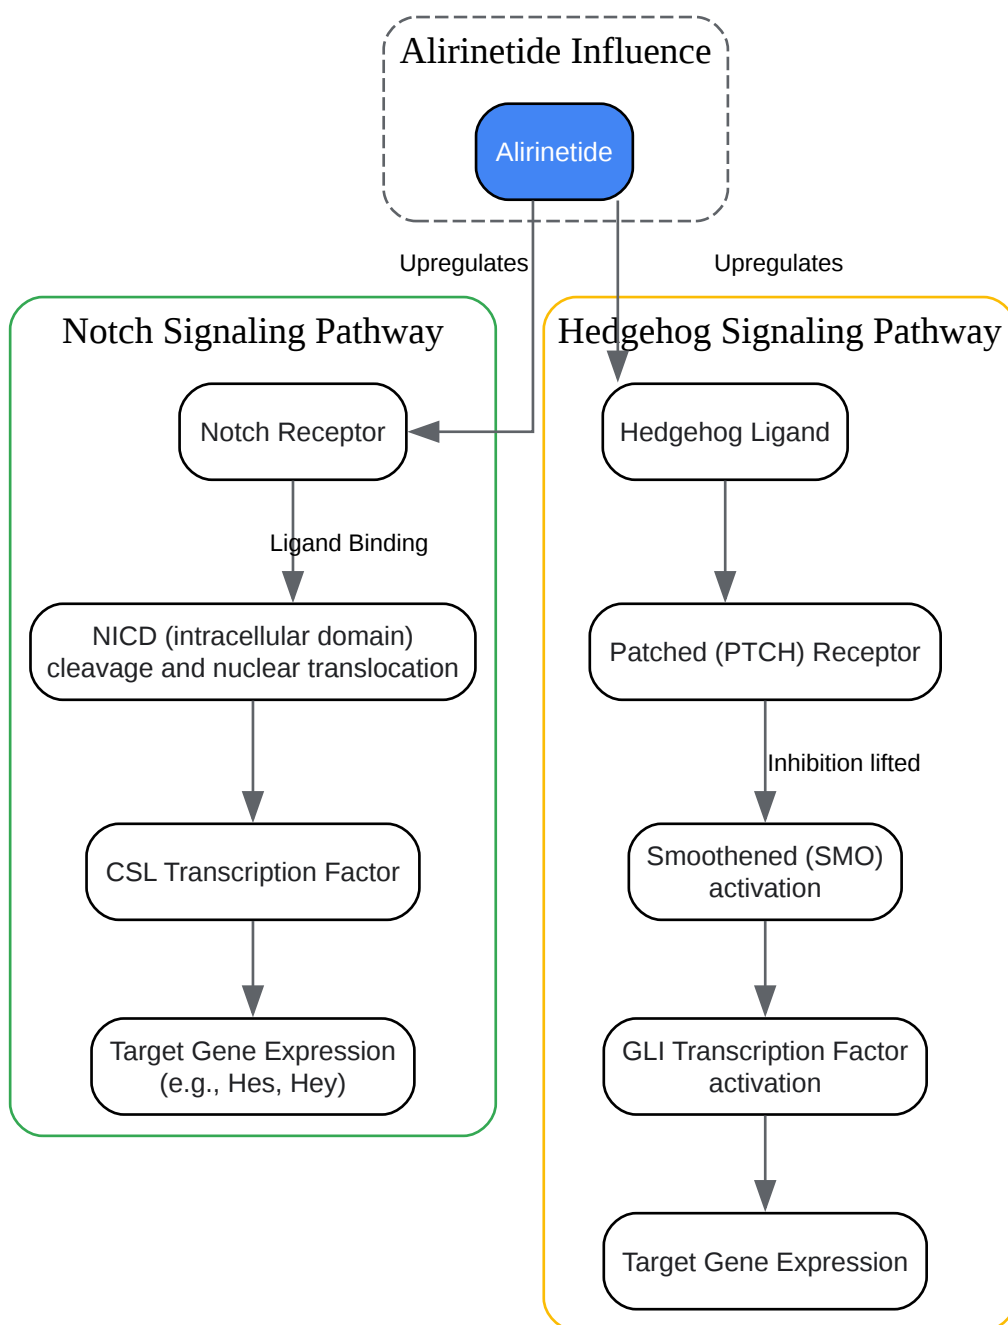 Alirinetide Influence
Alirinetide
Upregulates
Upregulates
Notch Signaling Pathway
Notch Receptor
Ligand Binding
NICD (intracellular domain)
cleavage and nuclear translocation
CSL Transcription Factor
Target Gene Expression
(e.g., Hes, Hey)
Hedgehog Signaling Pathway
Hedgehog Ligand
Patched (PTCH) Receptor
Inhibition lifted
Smoothened (SMO)
activation
GLI Transcription Factor
activation
Target Gene Expression